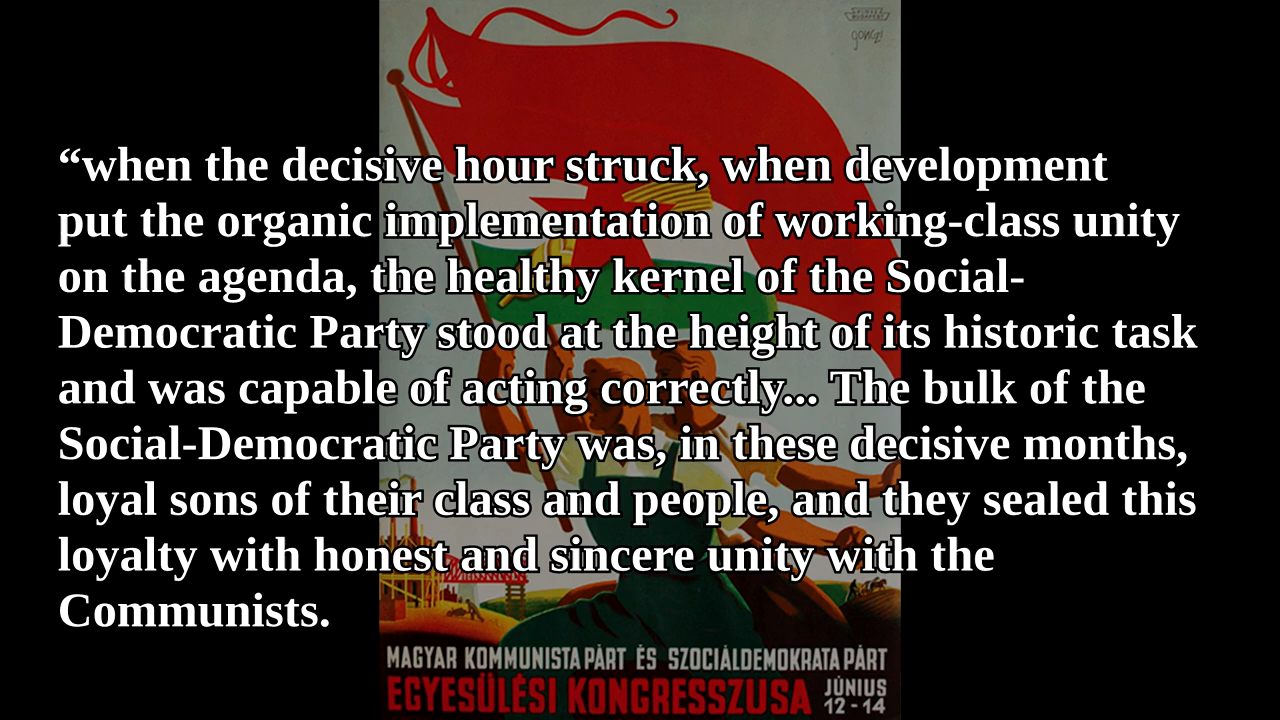 GLOBUS
BUDAPEST
gönczi
“when the decisive hour struck, when development
put the organic implementation of working-class unity
on the agenda, the healthy kernel of the Social-
Democratic Party stood at the height of its historic task
and was capable of acting correctly... The bulk of the
Social-Democratic Party was, in these decisive months,
loyal sons of their class and people, and they sealed this
loyalty with honest and sincere unity with the
Communists.
MAGYAR KOMMUNISTA PÁRT ÉS SZOCIÁLDEMOKRATA PÁRT
EGYESÜLÉSI KONGRESSZUSA JÚNIUS
12-14